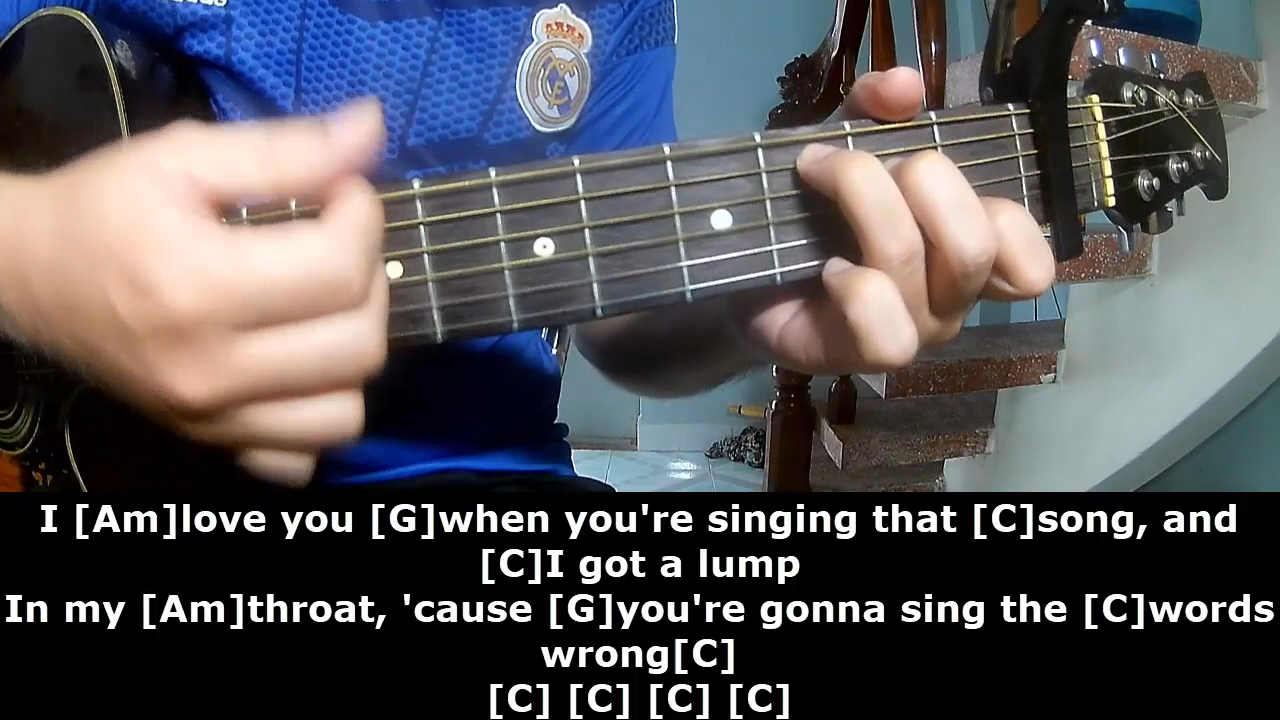 I [Am]love you [G]when you're singing that [C]song, and
[C]I got a lump
In my [Am]throat, 'cause [G]you're gonna sing the [C]words
wrong[C]
[C] [C] [C] [C]